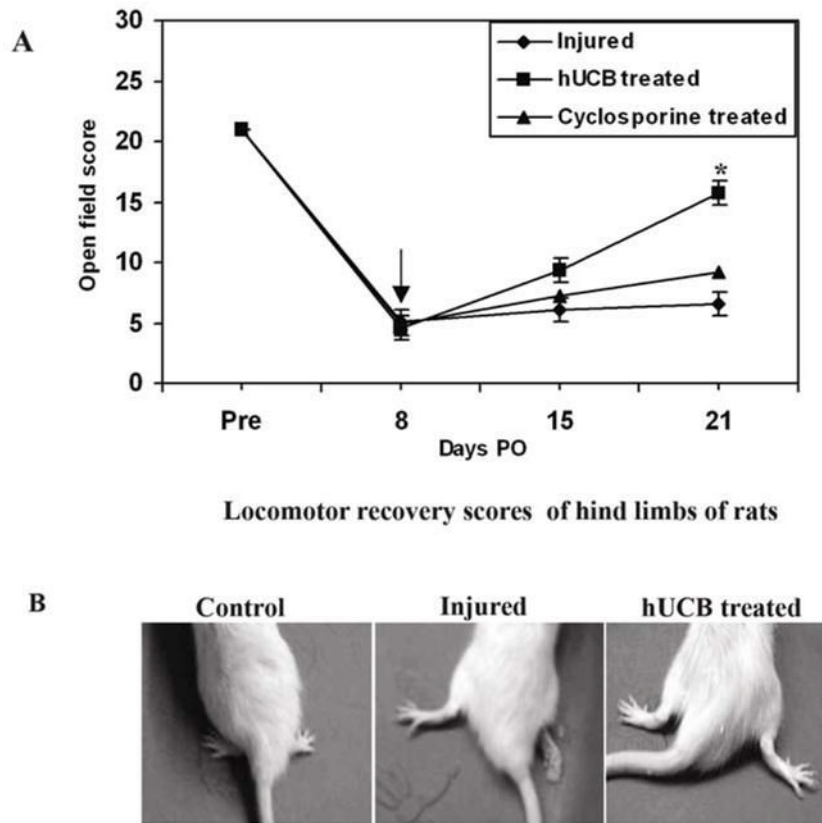 A
30
25
20
15
10
5
0
Open field score
Injured
hUCB treated
Cyclosporine treated
*
Pre 8 15 21
Days PO
Locomotor recovery scores of hind limbs of rats
B
Control Injured hUCB treated